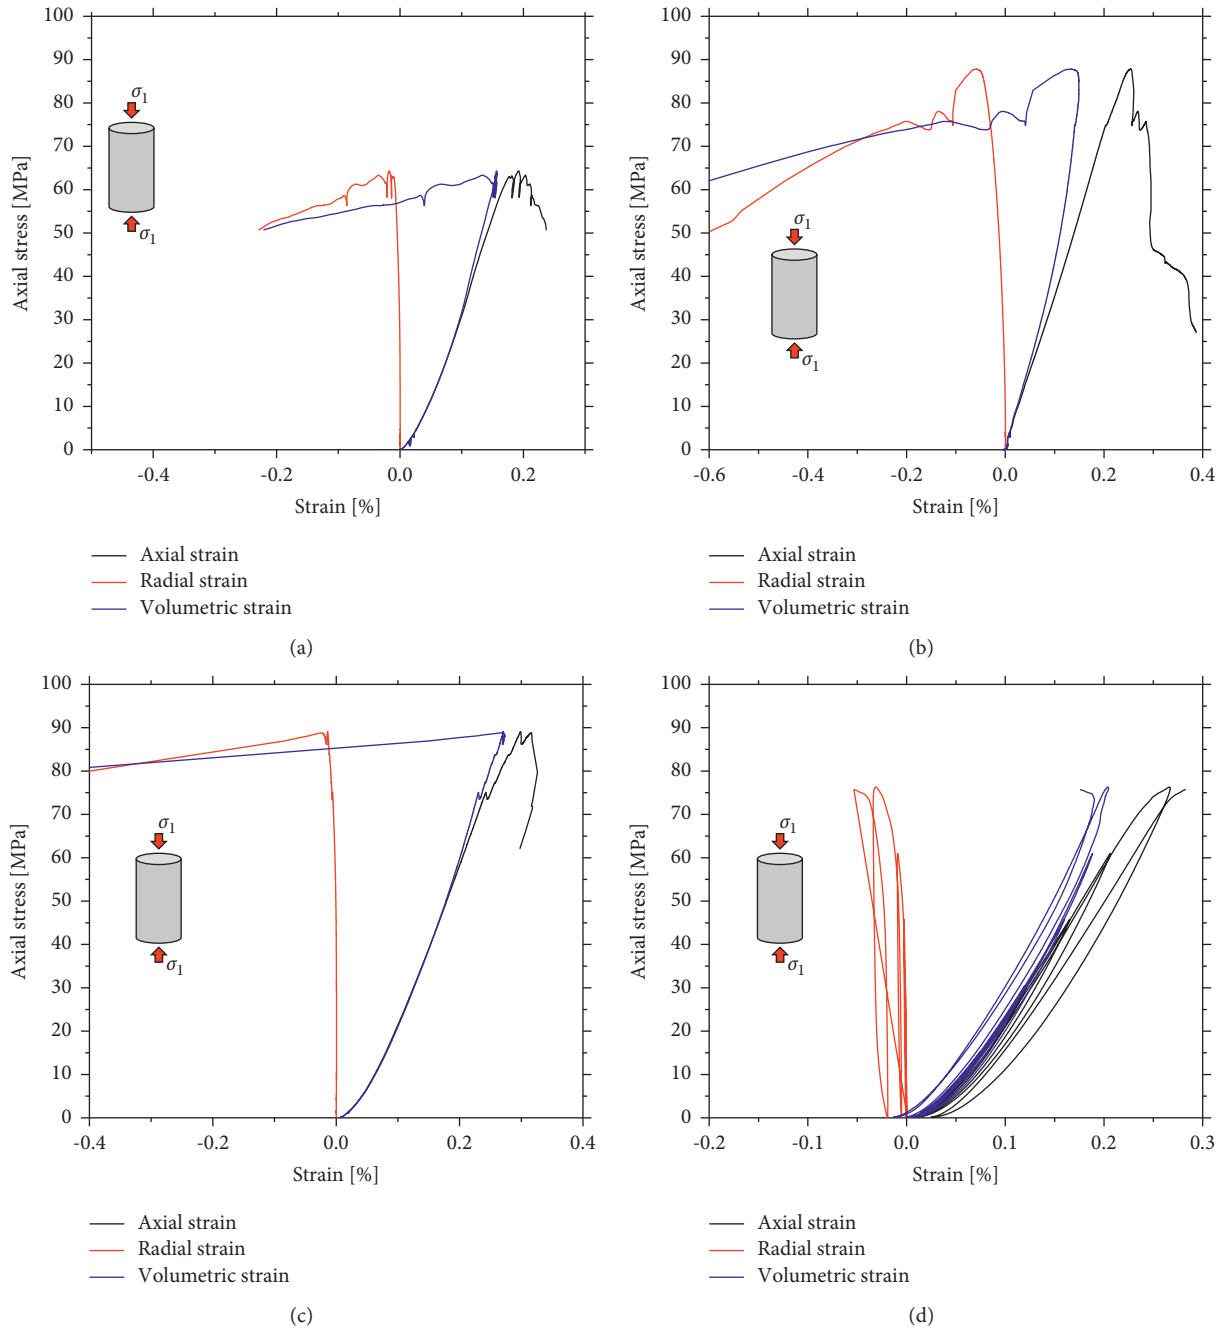 100
90
80
70
60
50
40
30
20
10
0
Axial stress [MPa]
σ1
σ1
-0.4
-0.2
0.0
0.2
Strain [%]
Axial strain
Radial strain
Volumetric strain
(a)
100
90
80
70
60
50
40
30
20
10
0
Axial stress [MPa]
σ1
σ1
-0.6
-0.4
-0.2
0.0
0.2
0.4
Strain [%]
Axial strain
Radial strain
Volumetric strain
(b)
100
90
80
70
60
50
40
30
20
10
0
Axial stress [MPa]
σ1
σ1
-0.4
-0.2
0.0
0.2
0.4
Strain [%]
Axial strain
Radial strain
Volumetric strain
(c)
100
90
80
70
60
50
40
30
20
10
0
Axial stress [MPa]
σ1
σ1
-0.2
-0.1
0.0
0.1
0.2
0.3
Strain [%]
Axial strain
Radial strain
Volumetric strain
(d)